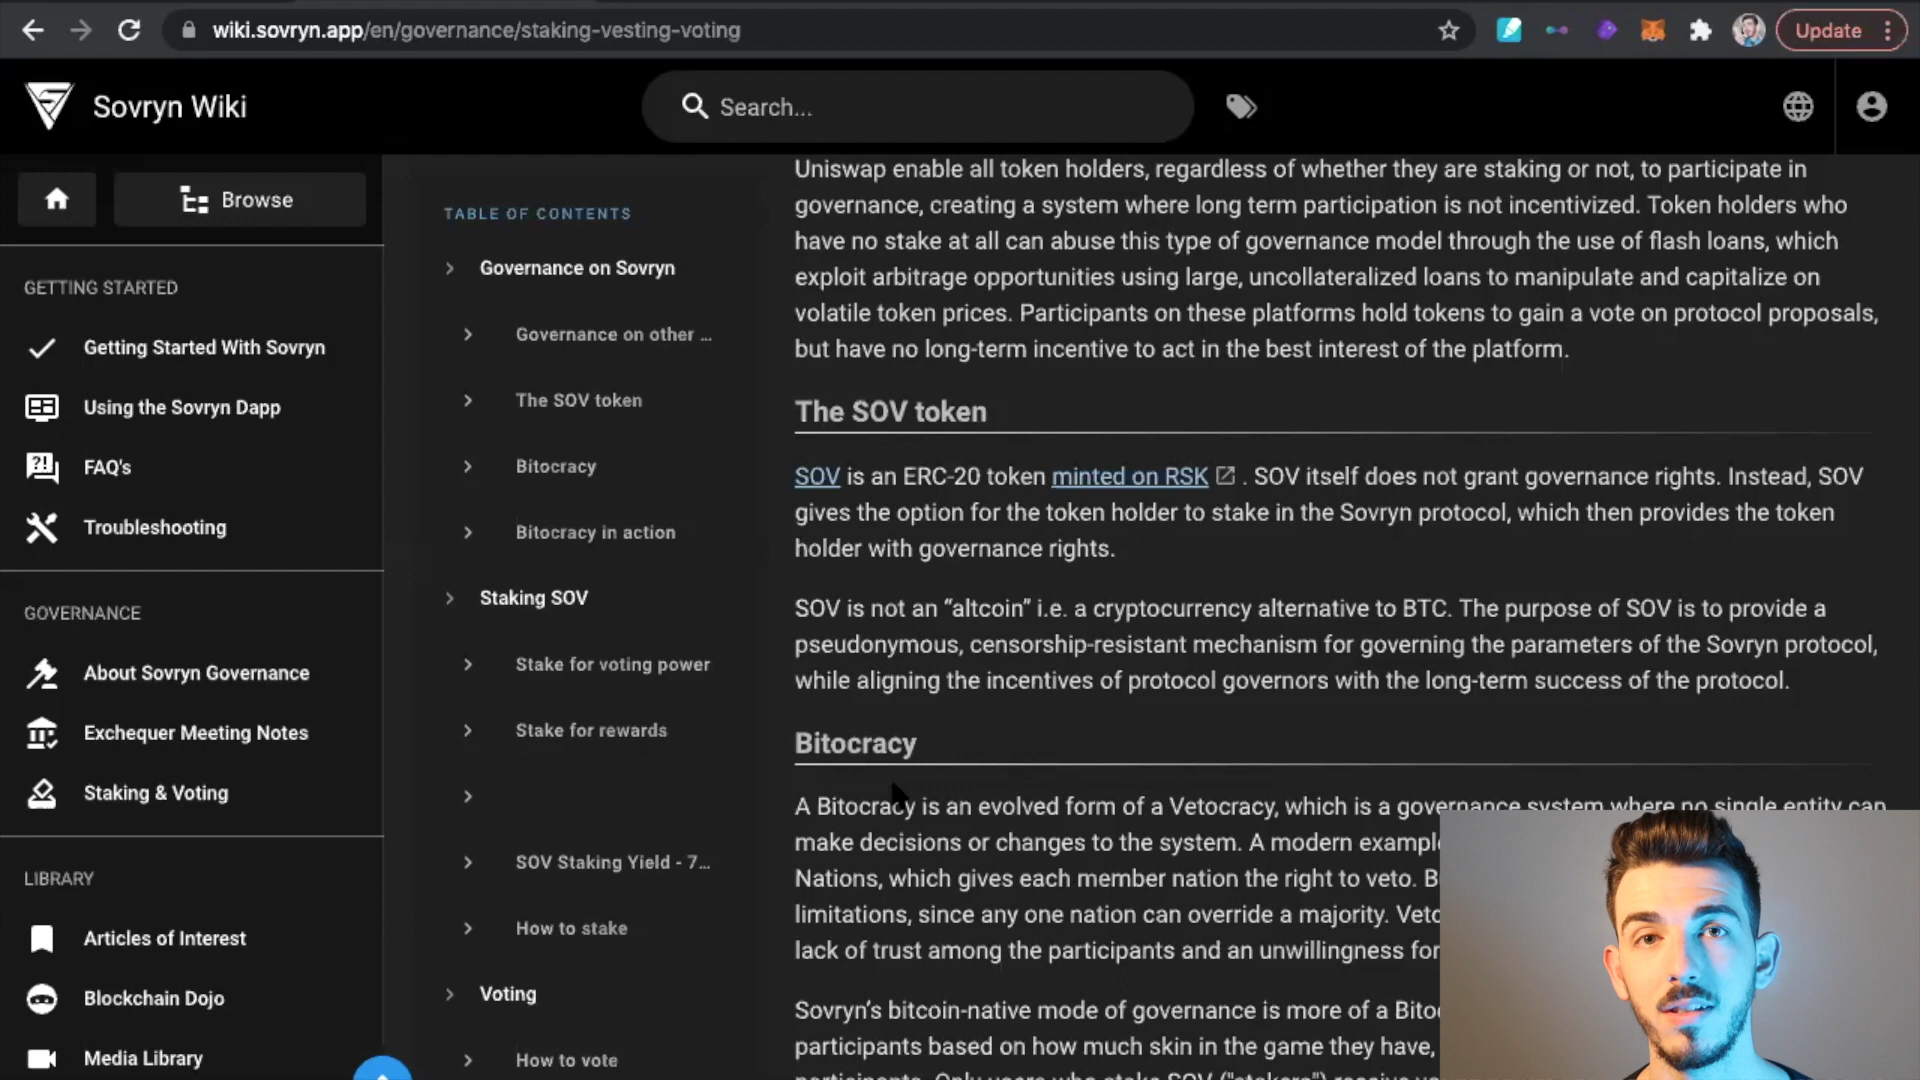 wiki.sovryn.app/en/governance/staking-vesting-voting
Update
Sovryn Wiki
Search...
Browse
GETTING STARTED
Getting Started With Sovryn
Using the Sovryn Dapp
FAQ's
Troubleshooting
GOVERNANCE
About Sovryn Governance
Exchequer Meeting Notes
Staking & Voting
LIBRARY
Articles of Interest
Blockchain Dojo
Media Library
TABLE OF CONTENTS
Governance on Sovryn
Governance on other ...
The SOV token
Bitocracy
Bitocracy in action
Staking SOV
Stake for voting power
Stake for rewards
SOV Staking Yield - 7...
How to stake
Voting
How to vote
Uniswap enable all token holders, regardless of whether they are staking or not, to participate in
governance, creating a system where long term participation is not incentivized. Token holders who
have no stake at all can abuse this type of governance model through the use of flash loans, which
exploit arbitrage opportunities using large, uncollateralized loans to manipulate and capitalize on
volatile token prices. Participants on these platforms hold tokens to gain a vote on protocol proposals,
but have no long-term incentive to act in the best interest of the platform.
The SOV token
SOV is an ERC-20 token minted on RSK . SOV itself does not grant governance rights. Instead, SOV
gives the option for the token holder to stake in the Sovryn protocol, which then provides the token
holder with governance rights.
SOV is not an “altcoin” i.e. a cryptocurrency alternative to BTC. The purpose of SOV is to provide a
pseudonymous, censorship-resistant mechanism for governing the parameters of the Sovryn protocol,
while aligning the incentives of protocol governors with the long-term success of the protocol.
Bitocracy
A Bitocracy is an evolved form of a Vetocracy, which is a governance system where no single entity can
make decisions or changes to the system. A modern
Nations, which gives each member nation the right to veto.
limitations, since any one nation can override a majority.
lack of trust among the participants and an unwillingness for
Sovryn’s bitcoin-native mode of governance is more of a
participants based on how much skin in the game they have,
participants. Only users who stake SOV ("stakers") receive